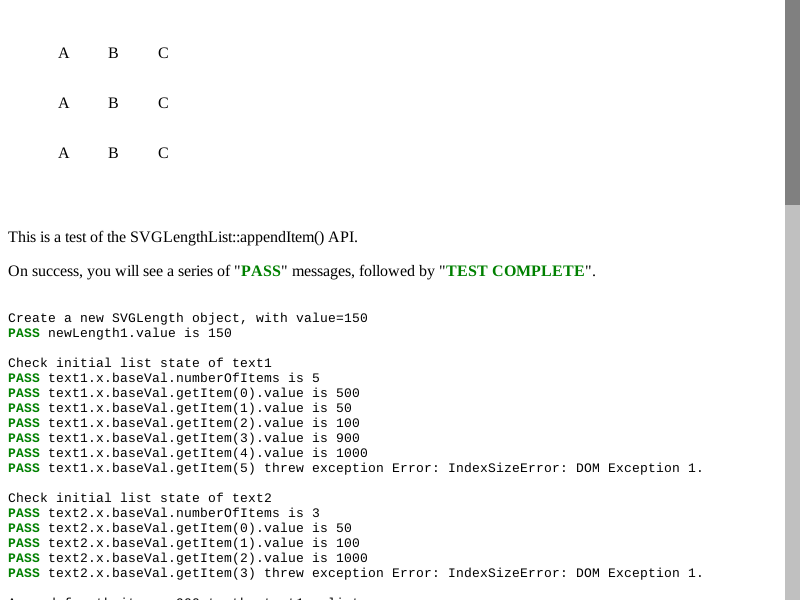 A B C
A B C
A B C
This is a test of the SVGLengthList::appendItem() API.
On success, you will see a series of "PASS" messages, followed by "TEST COMPLETE".
Create a new SVGLength object, with value=150
PASS newLength1.value is 150
Check initial list state of text1
PASS text1.x.baseVal.numberOfItems is 5
PASS text1.x.baseVal.getItem(0).value is 500
PASS text1.x.baseVal.getItem(1).value is 50
PASS text1.x.baseVal.getItem(2).value is 100
PASS text1.x.baseVal.getItem(3).value is 900
PASS text1.x.baseVal.getItem(4).value is 1000
PASS text1.x.baseVal.getItem(5) threw exception Error: IndexSizeError: DOM Exception 1.
Check initial list state of text2
PASS text2.x.baseVal.numberOfItems is 3
PASS text2.x.baseVal.getItem(0).value is 50
PASS text2.x.baseVal.getItem(1).value is 100
PASS text2.x.baseVal.getItem(2).value is 1000
PASS text2.x.baseVal.getItem(3) threw exception Error: IndexSizeError: DOM Exception 1.